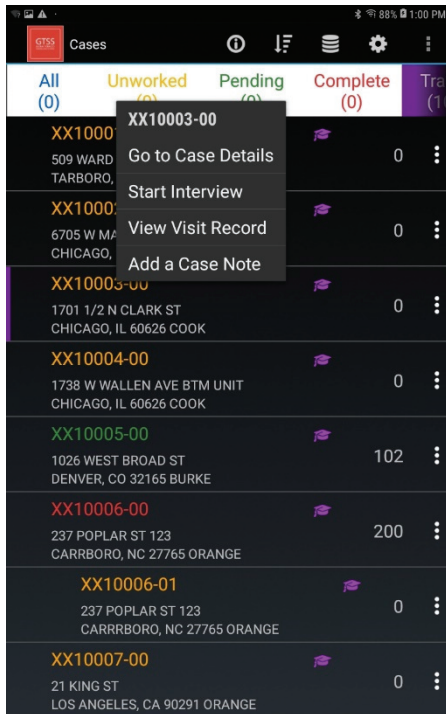 88% 1:00 PM
GTSS Cases
All Unworked Pending Complete
(0) (0) (0) (0)
XX10003-00
Go to Case Details
Start Interview
View Visit Record
Add a Case Note
509 WARD 0
TARBORO,
6705 W 0
CHICAGO,
XX10003-00
1701 1/2 N CLARK ST 0
CHICAGO, IL 60626 COOK
XX10004-00
1738 W WALLEN AVE BTM UNIT 0
CHICAGO, IL 60626 COOK
XX10005-00
1026 WEST BROAD ST 102
DENVER, CO 32165 BURKE
XX10006-00
237 POPLAR ST 123 200
CARRBORO, NC 27765 ORANGE
XX10006-01
237 POPLAR ST 123 0
CARRRBORO, NC 27765 ORANGE
XX10007-00
21 KING ST 0
LOS ANGELES, CA 90291 ORANGE